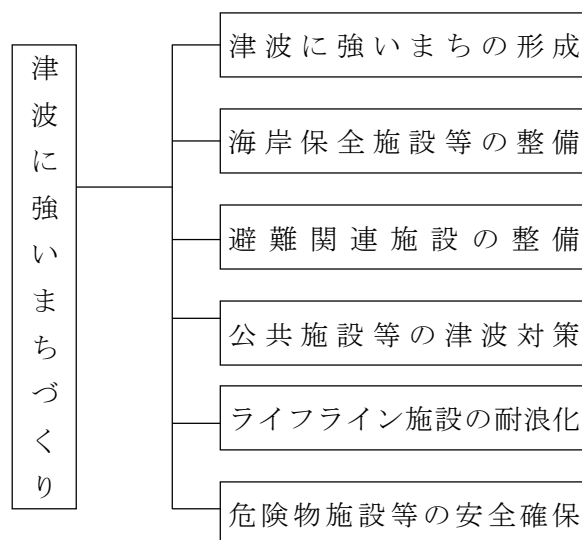 津波に強いまちづくり
津波に強いまちの形成
海岸保全施設等の整備
避難関連施設の整備
公共施設等の津波対策
ライフライン施設の耐浪化
危険物施設等の安全確保